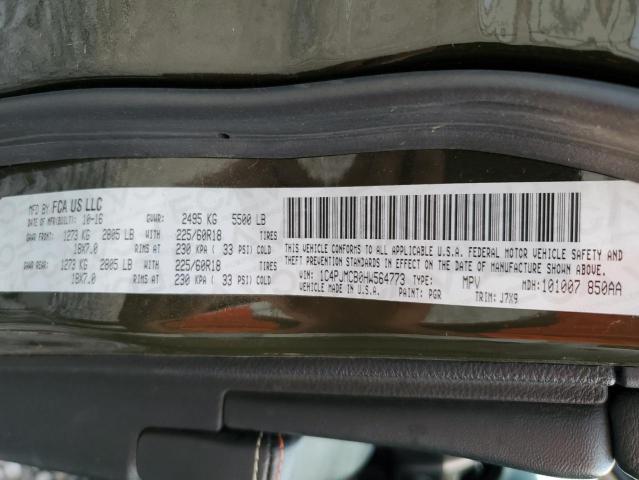 MFD BY FCA US LLC
DATE OF MFR(BUILT): 10-16 GVWR: 2495 KG 5500 LB
GAWR FRONT: 1273 KG 2805 LB WITH 225/60R18 TIRES
18X7.0 RIMS AT 230 KPA ( 33 PSI) COLD
GAWR REAR: 1273 KG 2805 LB WITH 225/60R18 TIRES
18X7.0 RIMS AT 230 KPA ( 33 PSI) COLD
THIS VEHICLE CONFORMS TO ALL APPLICABLE U.S.A. FEDERAL MOTOR VEHICLE SAFETY AND
THEFT PREVENTION STANDARDS IN EFFECT ON THE DATE OF MANUFACTURE SHOWN ABOVE.
VIN: 1C4PJMCB0HW564773 TYPE: MPV MDH: 101007 850AA
VEHICLE MADE IN U.S.A. PAINT: PGR TRIM: J7X9